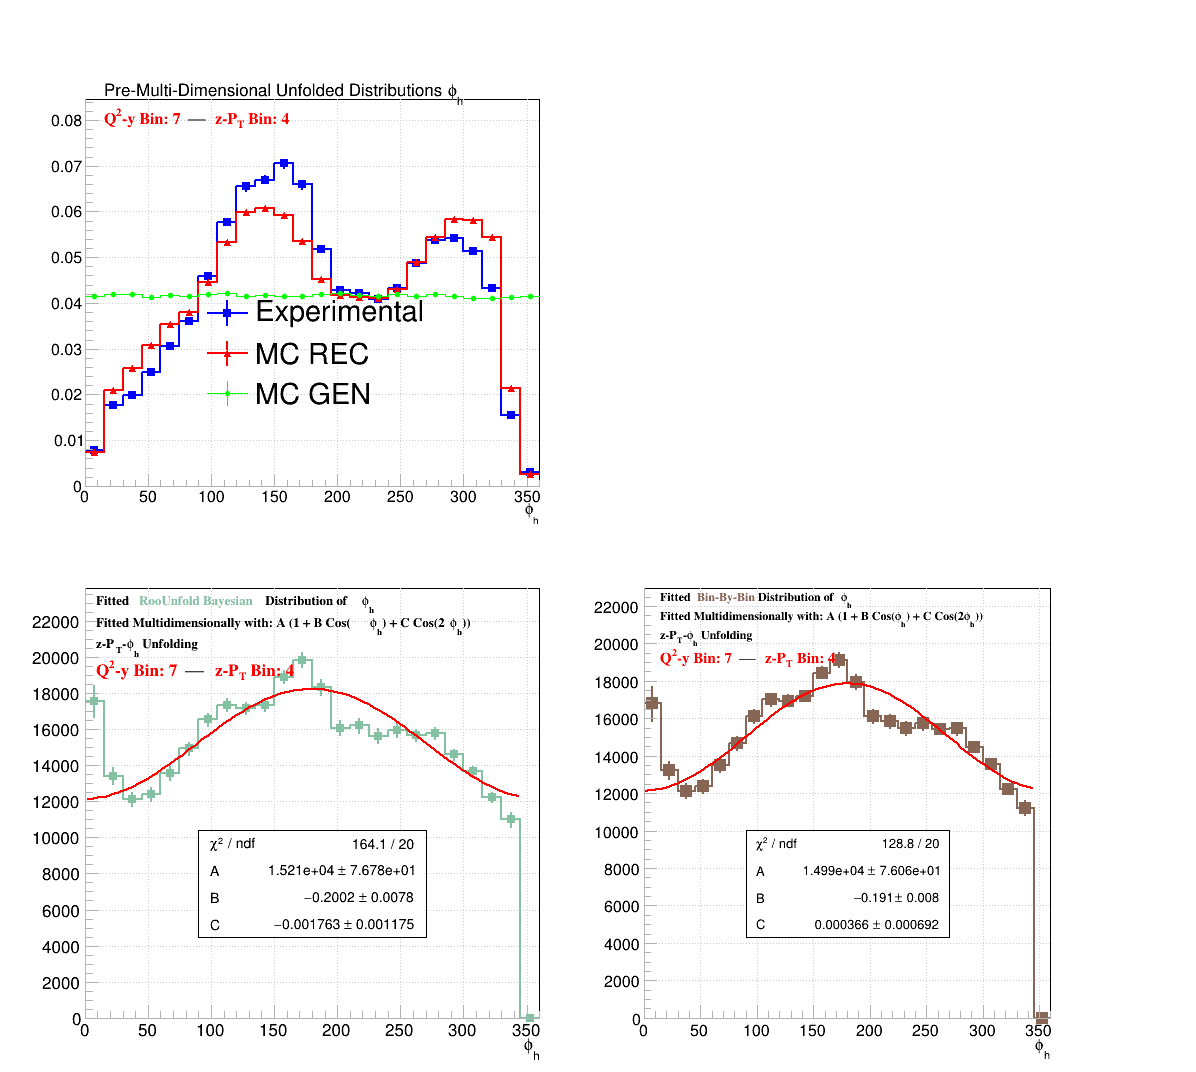 Pre-Multi-Dimensional Unfolded Distributions ϕh
Q²-y Bin: 7 — z-PT Bin: 4
0.08
0.07
0.06
0.05
0.04
0.03
0.02
0.01
0
Experimental
MC REC
MC GEN
0 50 100 150 200 250 300 350
ϕh
Fitted RooUnfold Bayesian Distribution of ϕh
Fitted Multidimensionally with: A (1 + B Cos( ϕh) + C Cos(2 ϕh))
z-PT-ϕh Unfolding
Q²-y Bin: 7 — z-PT Bin: 4
22000
20000
18000
16000
14000
12000
10000
8000
6000
4000
2000
0
χ² / ndf 164.1 / 20
A 1.521e+04 ± 7.678e+01
B −0.2002 ± 0.0078
C −0.001763 ± 0.001175
0 50 100 150 200 250 300 350
ϕh
Fitted Bin-By-Bin Distribution of ϕh
Fitted Multidimensionally with: A (1 + B Cos(ϕh) + C Cos(2ϕh))
z-PT-ϕh Unfolding
Q²-y Bin: 7 — z-PT Bin: 4
22000
20000
18000
16000
14000
12000
10000
8000
6000
4000
2000
0
χ² / ndf 128.8 / 20
A 1.499e+04 ± 7.606e+01
B −0.191 ± 0.008
C 0.000366 ± 0.000692
0 50 100 150 200 250 300 350
ϕh